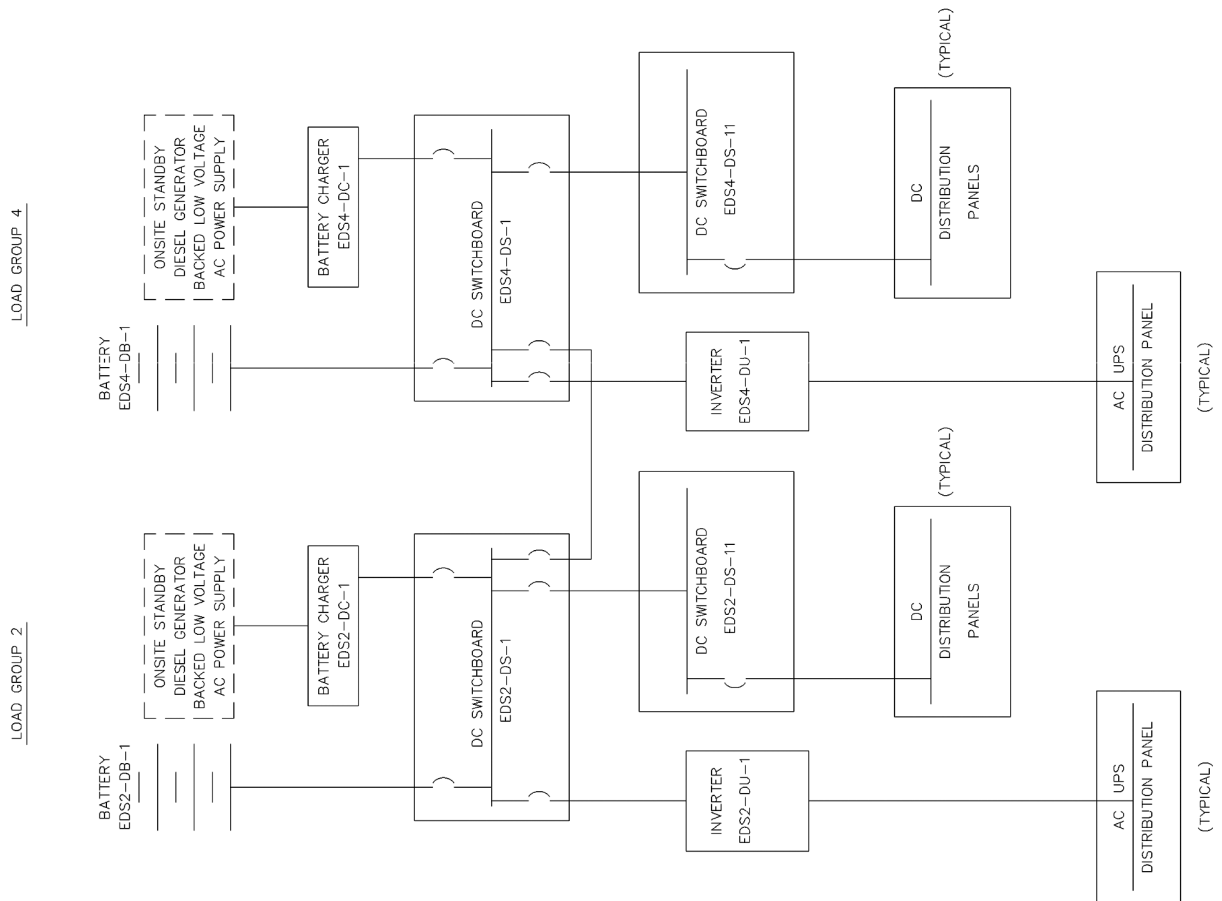 LOAD GROUP 2
BATTERY
EDS2-DB-1
ONSITE STANDBY
DIESEL GENERATOR
BACKED LOW VOLTAGE
AC POWER SUPPLY
BATTERY CHARGER
EDS2-DC-1
DC SWITCHBOARD
EDS2-DS-1
INVERTER
EDS2-DU-1
DC SWITCHBOARD
EDS2-DS-11
DC
DISTRIBUTION
PANELS
(TYPICAL)
AC UPS
DISTRIBUTION PANEL
(TYPICAL)
LOAD GROUP 4
BATTERY
EDS4-DB-1
ONSITE STANDBY
DIESEL GENERATOR
BACKED LOW VOLTAGE
AC POWER SUPPLY
BATTERY CHARGER
EDS4-DC-1
DC SWITCHBOARD
EDS4-DS-1
INVERTER
EDS4-DU-1
DC SWITCHBOARD
EDS4-DS-11
DC
DISTRIBUTION
PANELS
(TYPICAL)
AC UPS
DISTRIBUTION PANEL
(TYPICAL)